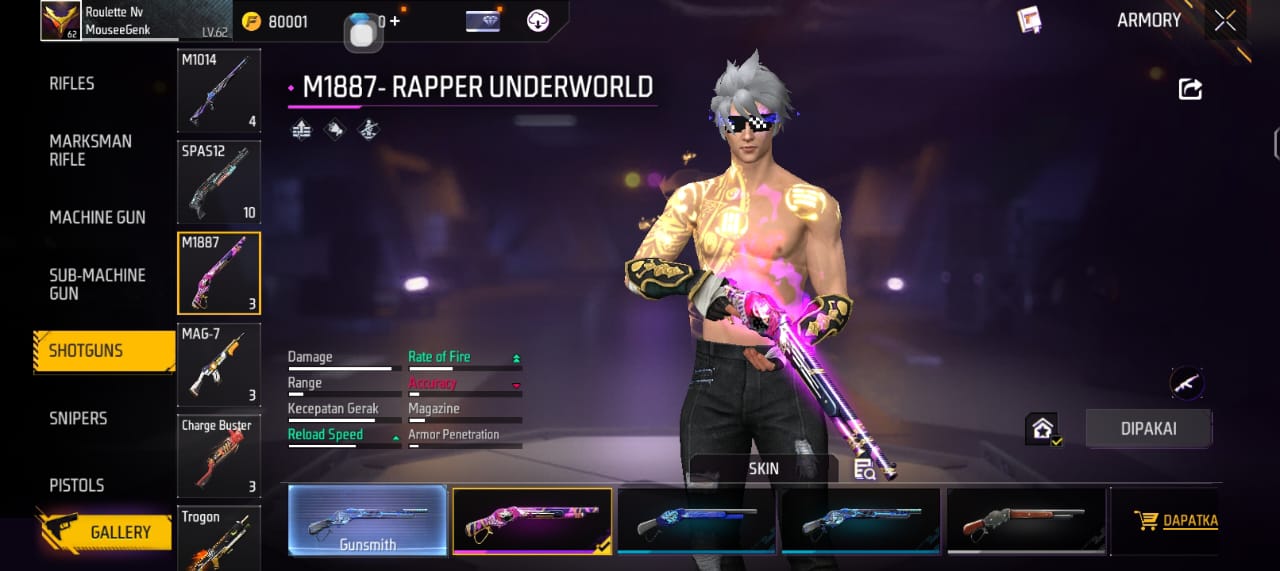 Roulette Nv
MouseeGenk
62
LV.62
80001
0 +
ARMORY
RIFLES
MARKSMAN
RIFLE
MACHINE GUN
SUB-MACHINE
GUN
SHOTGUNS
SNIPERS
PISTOLS
GALLERY
M1014
4
SPAS12
10
M1887
3
MAG-7
3
Charge Buster
3
Trogon
M1887- RAPPER UNDERWORLD
Damage
Rate of Fire
Range
Accuracy
Kecepatan Gerak
Magazine
Reload Speed
Armor Penetration
DIPAKAI
SKIN
Gunsmith
DAPATKA